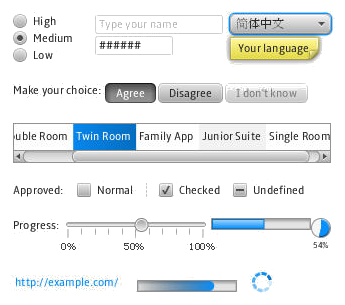 High
Type your name
简体中文
Medium
######
Your language
Low
Make your choice:
Agree
Disagree
I don't know
uble Room
Twin Room
Family App
Junior Suite
Single Room
Approved:
Normal
Checked
Undefined
Progress:
0%
50%
100%
54%
http://example.com/